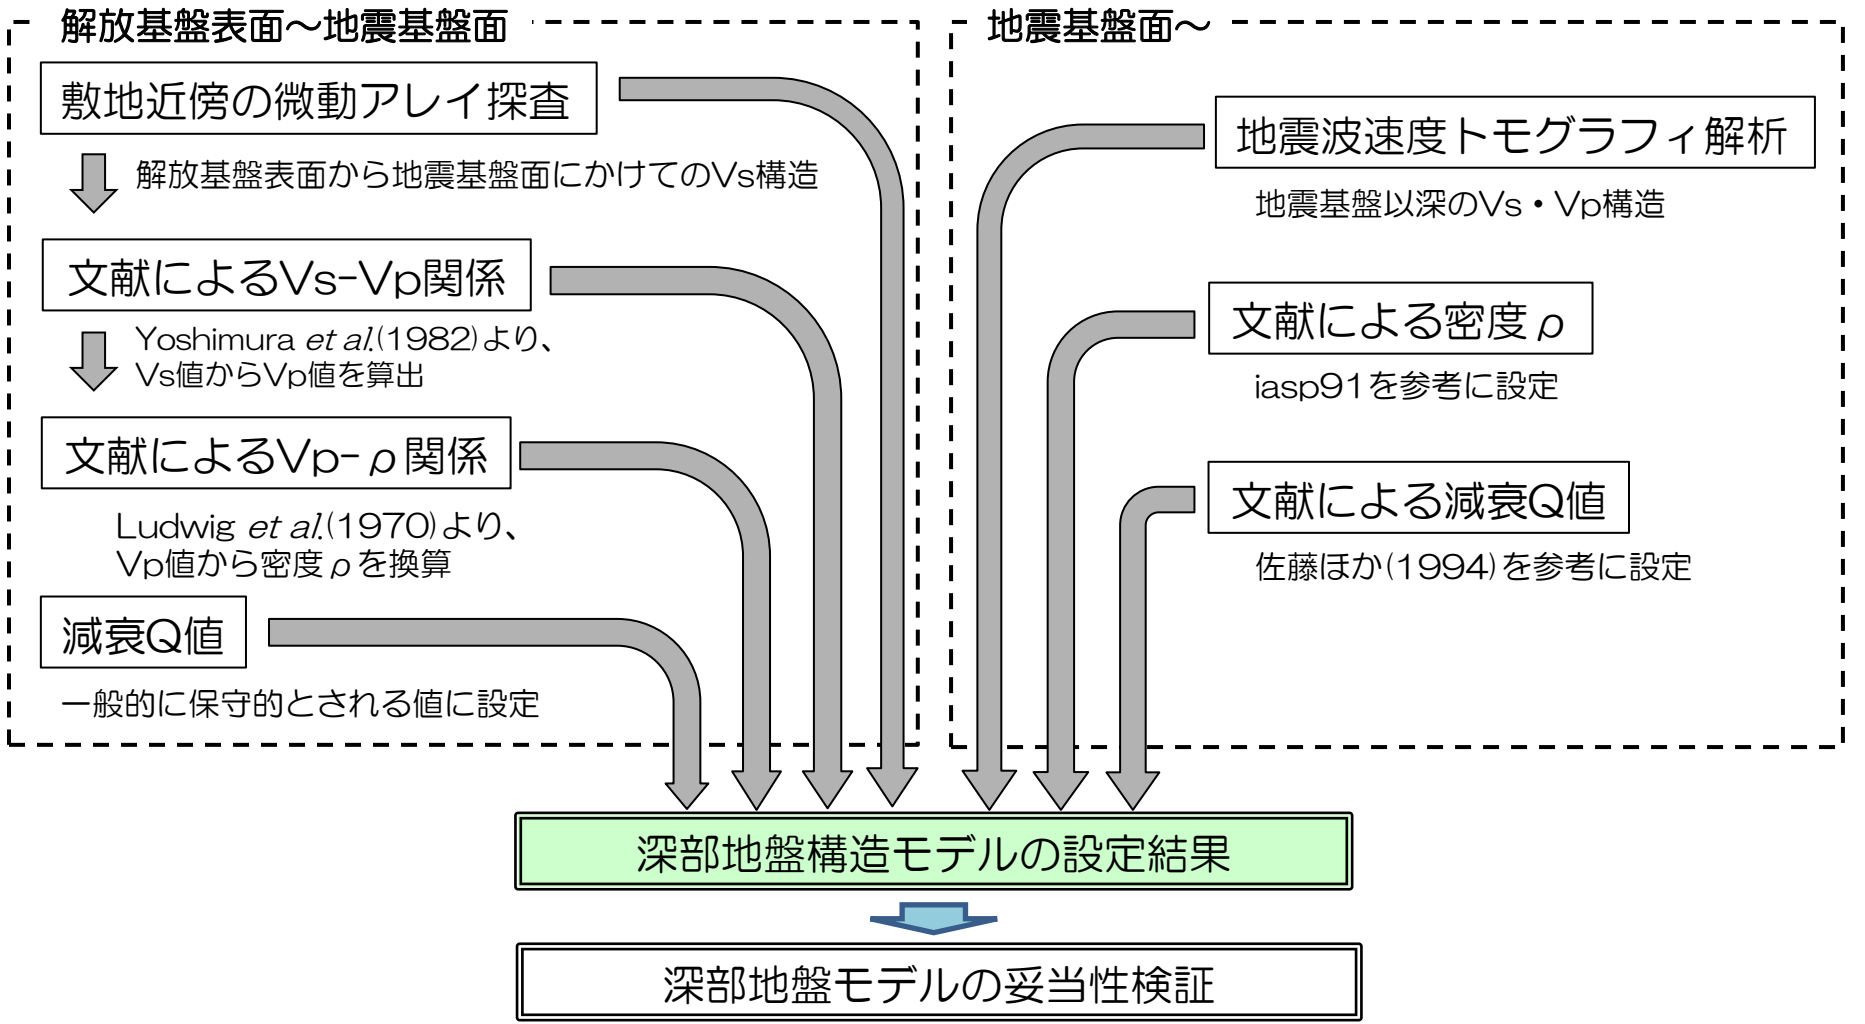 解放基盤表面～地震基盤面
敷地近傍の微動アレイ探査
解放基盤表面から地震基盤面にかけてのVs構造
文献によるVs-Vp関係
Yoshimura et al.(1982)より、
Vs値からVp値を算出
文献によるVp-ρ関係
Ludwig et al.(1970)より、
Vp値から密度ρを換算
減衰Q値
一般的に保守的とされる値に設定
地震基盤面～
地震波速度トモグラフィ解析
地震基盤以深のVs・Vp構造
文献による密度ρ
iasp91を参考に設定
文献による減衰Q値
佐藤ほか(1994)を参考に設定
深部地盤構造モデルの設定結果
深部地盤モデルの妥当性検証